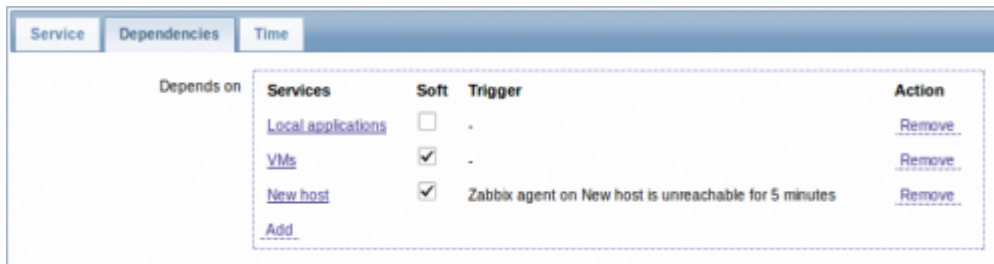 Service Dependencies Time
Depends on Services Soft Trigger Action
Local applications - Remove
VMs - Remove
New host Zabbix agent on New host is unreachable for 5 minutes Remove
Add